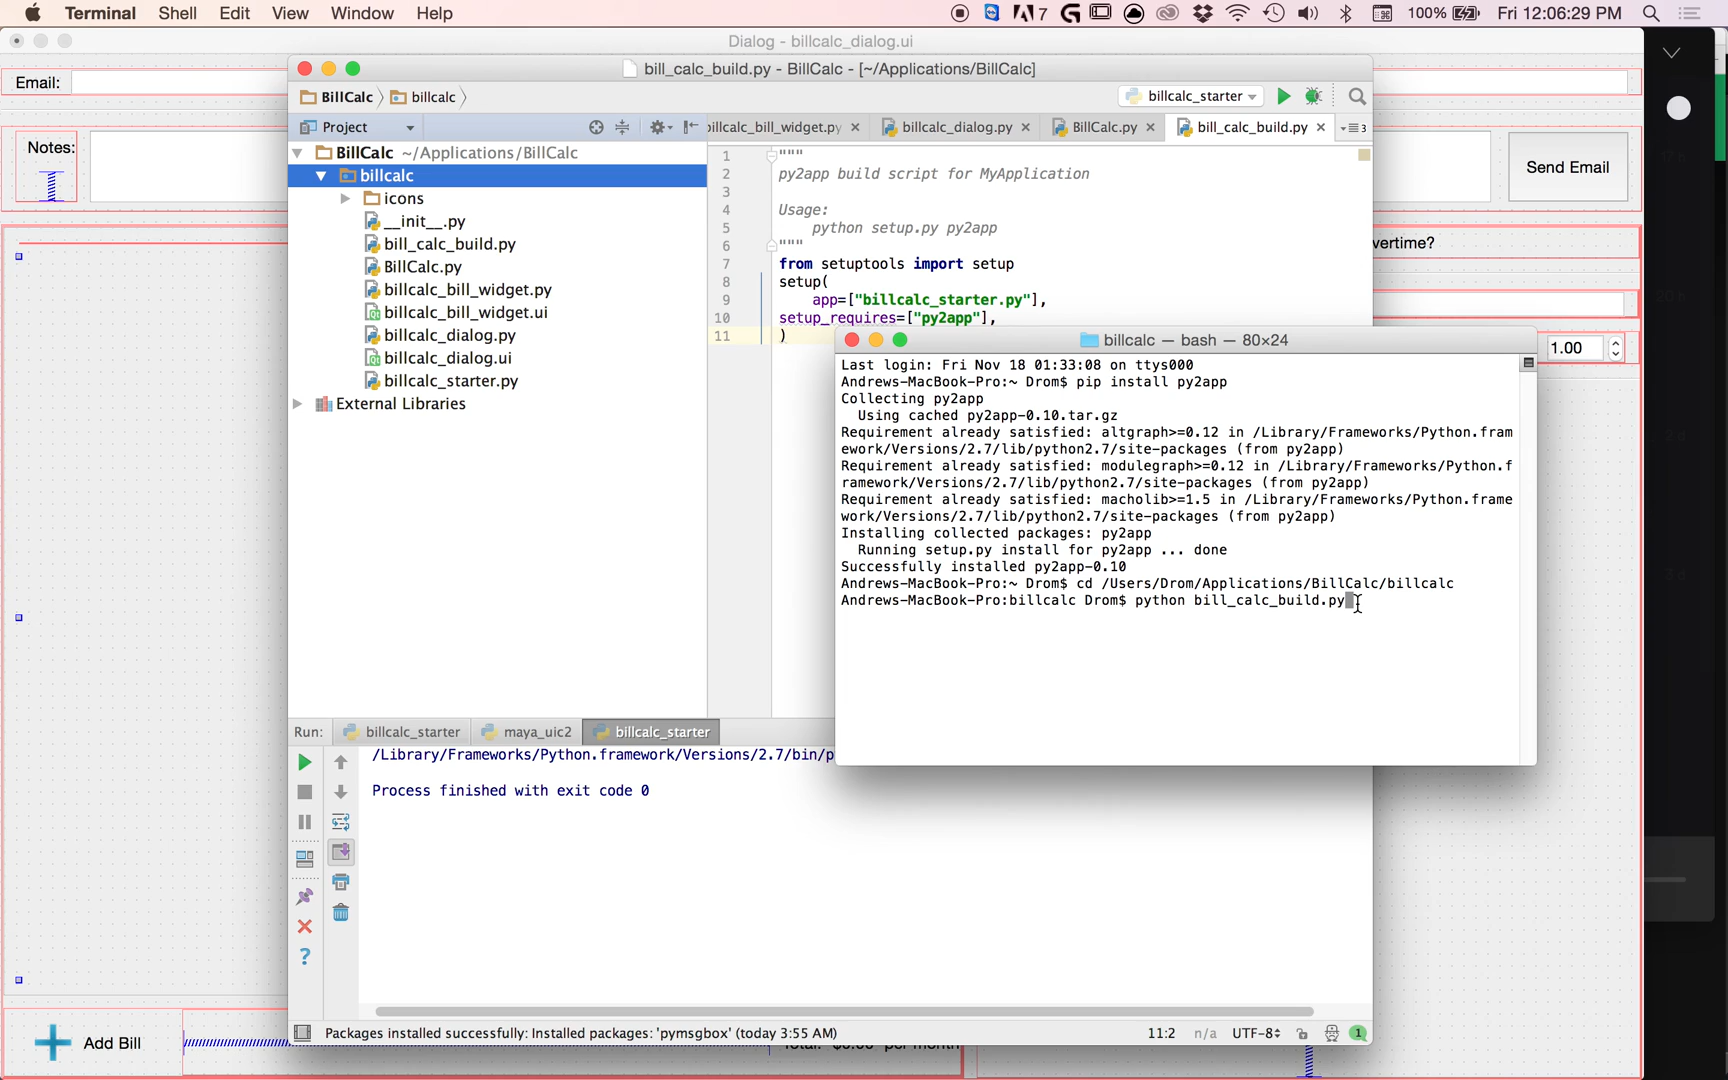 Terminal Shell Edit View Window Help
7 100% Fri 12:06:29 PM
Dialog - billcalc_dialog.ui
Email:
Notes:
Send Email
vertime?
1.00
Add Bill
bill_calc_build.py - BillCalc - [~/Applications/BillCalc]
BillCalc billcalc
billcalc_starter
Project
billcalc_bill_widget.py billcalc_dialog.py BillCalc.py bill_calc_build.py 3
BillCalc ~/Applications/BillCalc
billcalc
icons
__init__.py
bill_calc_build.py
BillCalc.py
billcalc_bill_widget.py
billcalc_bill_widget.ui
billcalc_dialog.py
billcalc_dialog.ui
billcalc_starter.py
External Libraries
1 """
2 py2app build script for MyApplication
3
4 Usage:
5 python setup.py py2app
6 """
7 from setuptools import setup
8 setup(
9 app=["billcalc_starter.py"],
10 setup_requires=["py2app"],
11 )
billcalc — bash — 80×24
Last login: Fri Nov 18 01:33:08 on ttys000
Andrews-MacBook-Pro:~ Drom$ pip install py2app
Collecting py2app
Using cached py2app-0.10.tar.gz
Requirement already satisfied: altgraph>=0.12 in /Library/Frameworks/Python.fram
ework/Versions/2.7/lib/python2.7/site-packages (from py2app)
Requirement already satisfied: modulegraph>=0.12 in /Library/Frameworks/Python.f
ramework/Versions/2.7/lib/python2.7/site-packages (from py2app)
Requirement already satisfied: macholib>=1.5 in /Library/Frameworks/Python.frame
work/Versions/2.7/lib/python2.7/site-packages (from py2app)
Installing collected packages: py2app
Running setup.py install for py2app ... done
Successfully installed py2app-0.10
Andrews-MacBook-Pro:~ Drom$ cd /Users/Drom/Applications/BillCalc/billcalc
Andrews-MacBook-Pro:billcalc Drom$ python bill_calc_build.py
Run: billcalc_starter maya_uic2 billcalc_starter
/Library/Frameworks/Python.framework/Versions/2.7/bin/p
Process finished with exit code 0
Packages installed successfully: Installed packages: 'pymsgbox' (today 3:55 AM)
11:2 n/a UTF-8 1
per month